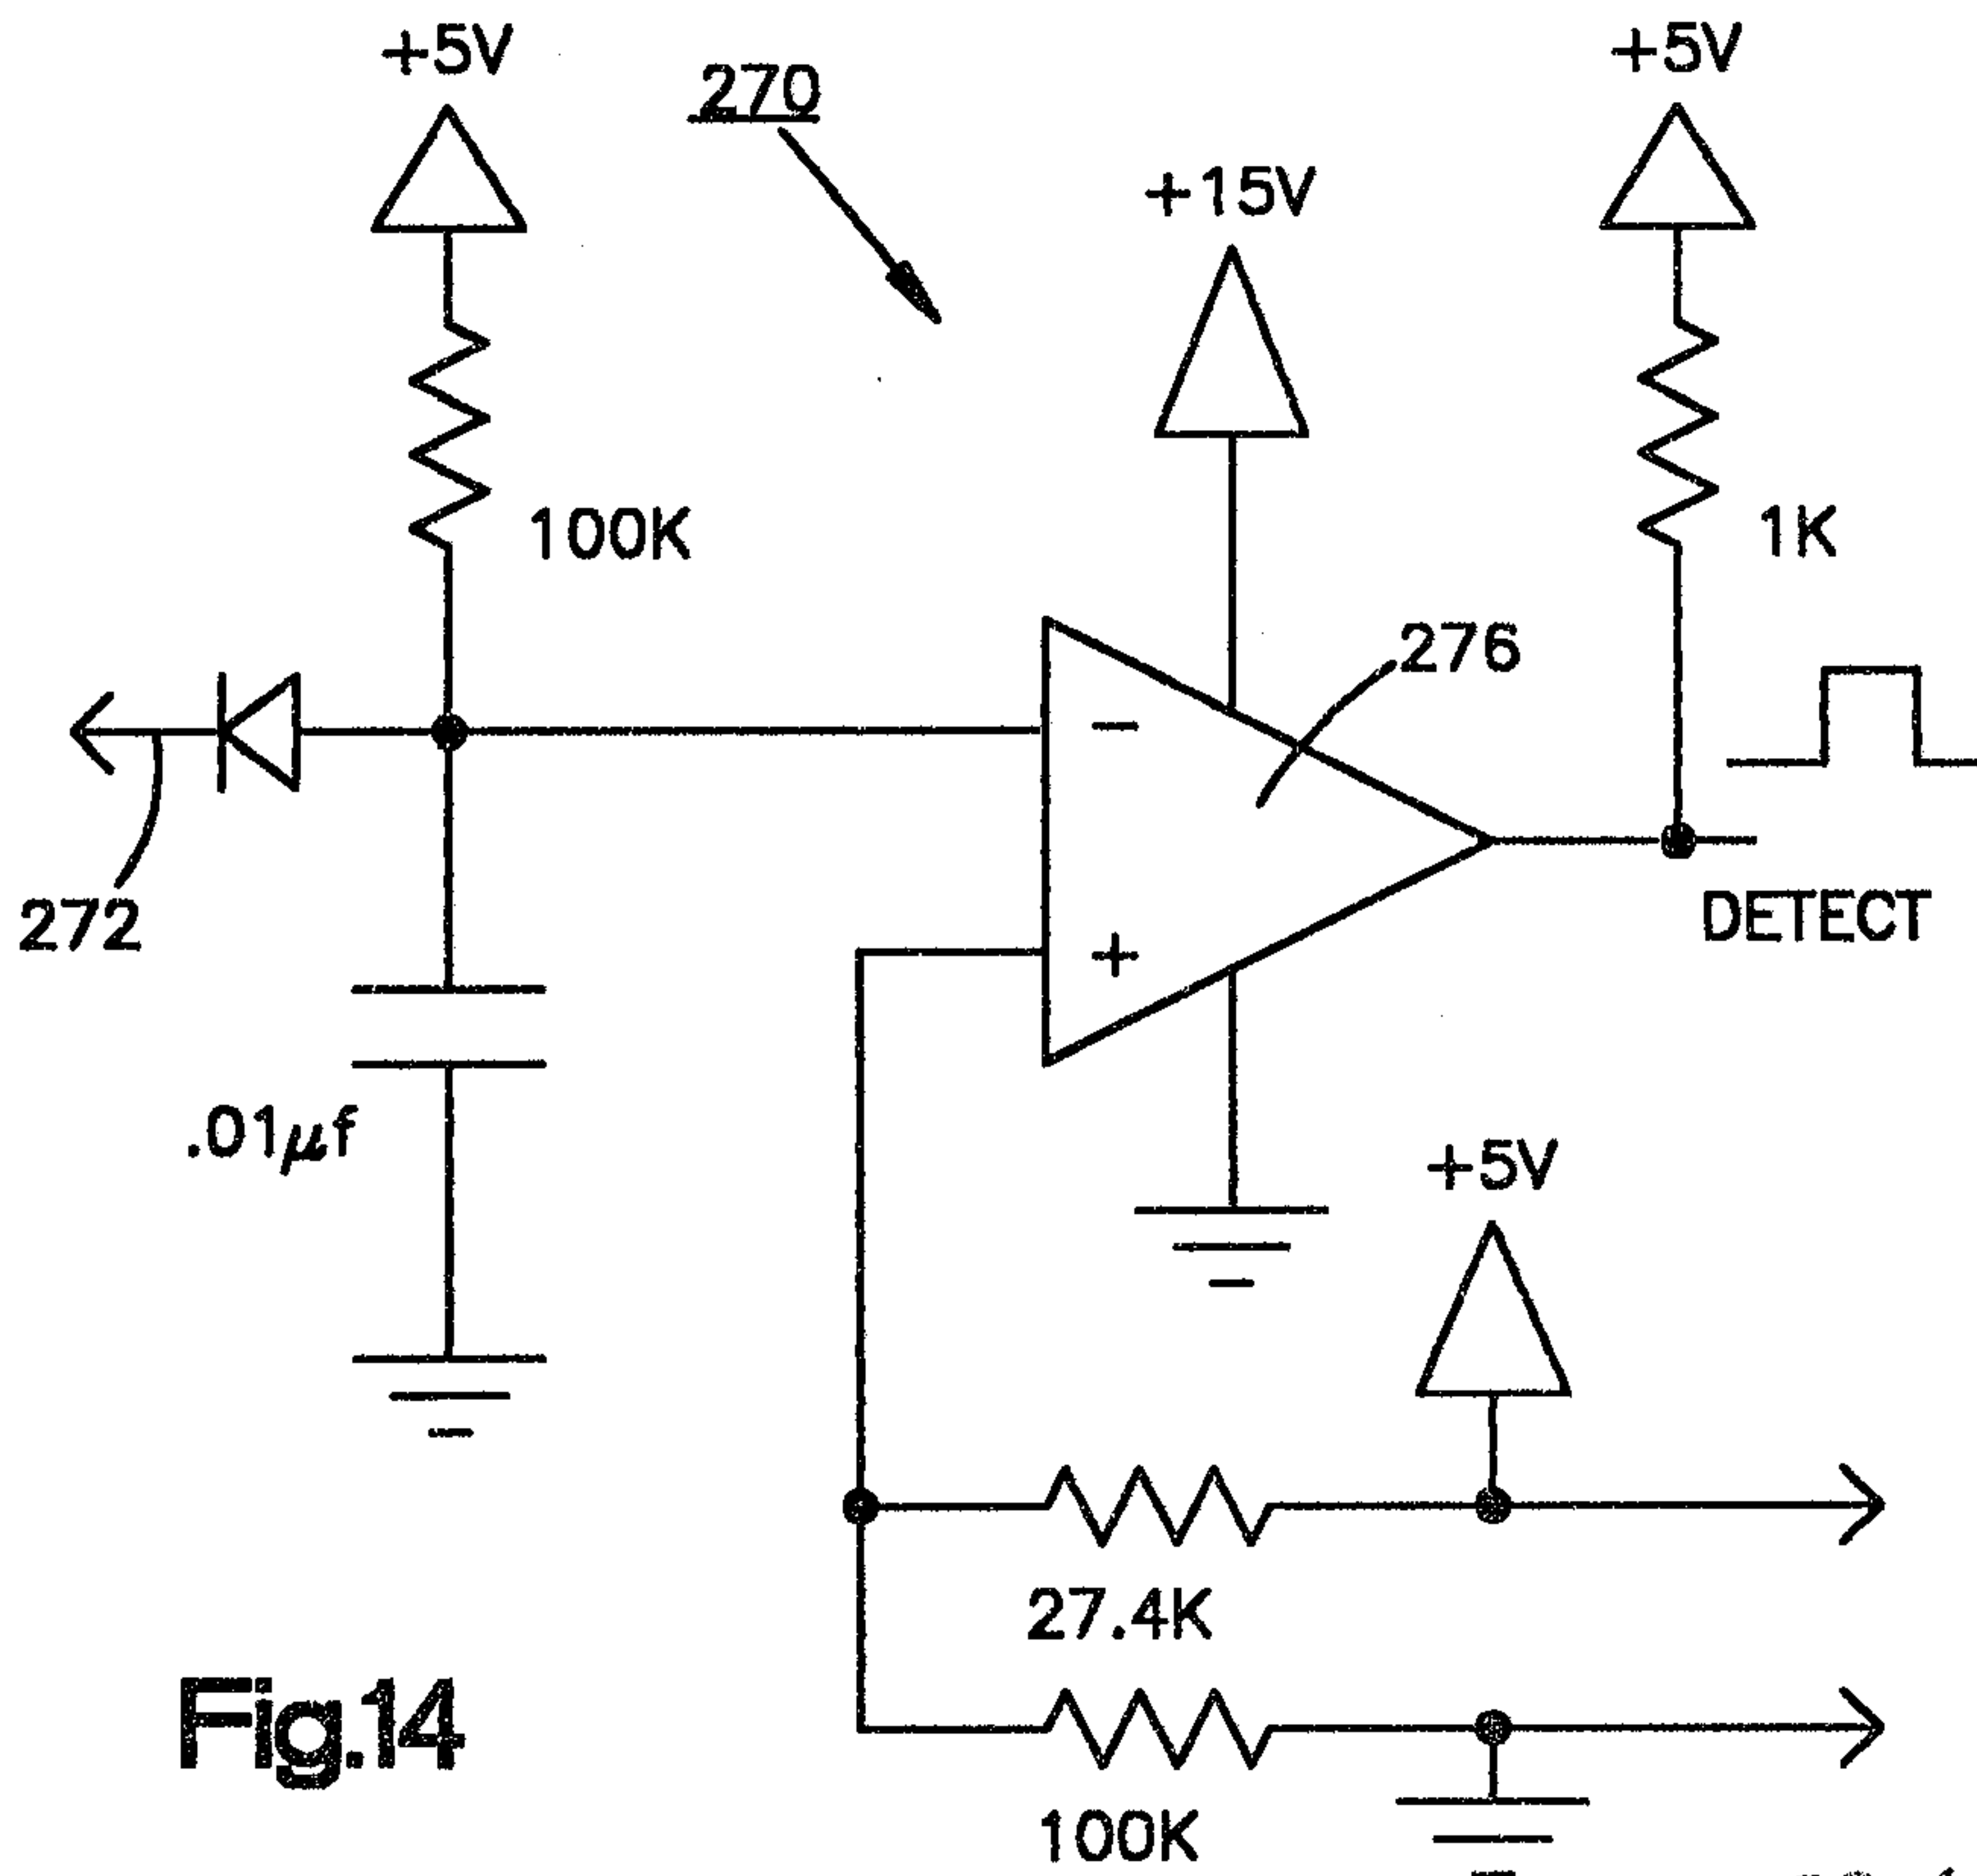 +5V
270
+5V
+15V
100K
1K
-
276
272
+
DETECT
.01μf
+5V
27.4K
Fig.14
100K